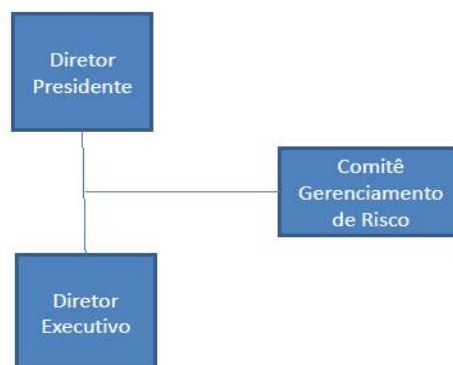 Diretor
Presidente
Comitê
Gerenciamento
de Risco
Diretor
Executivo